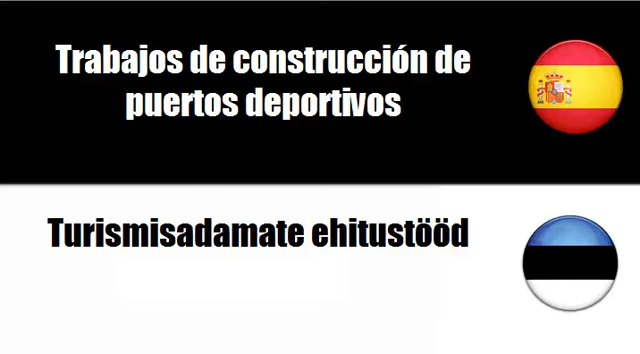 Trabajos de construcción de
puertos deportivos
Turismisadamate ehitustööd